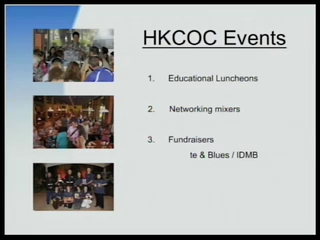 HKCOC Events
1. Educational Luncheons
2. Networking mixers
3. Fundraisers
te & Blues / IDMB